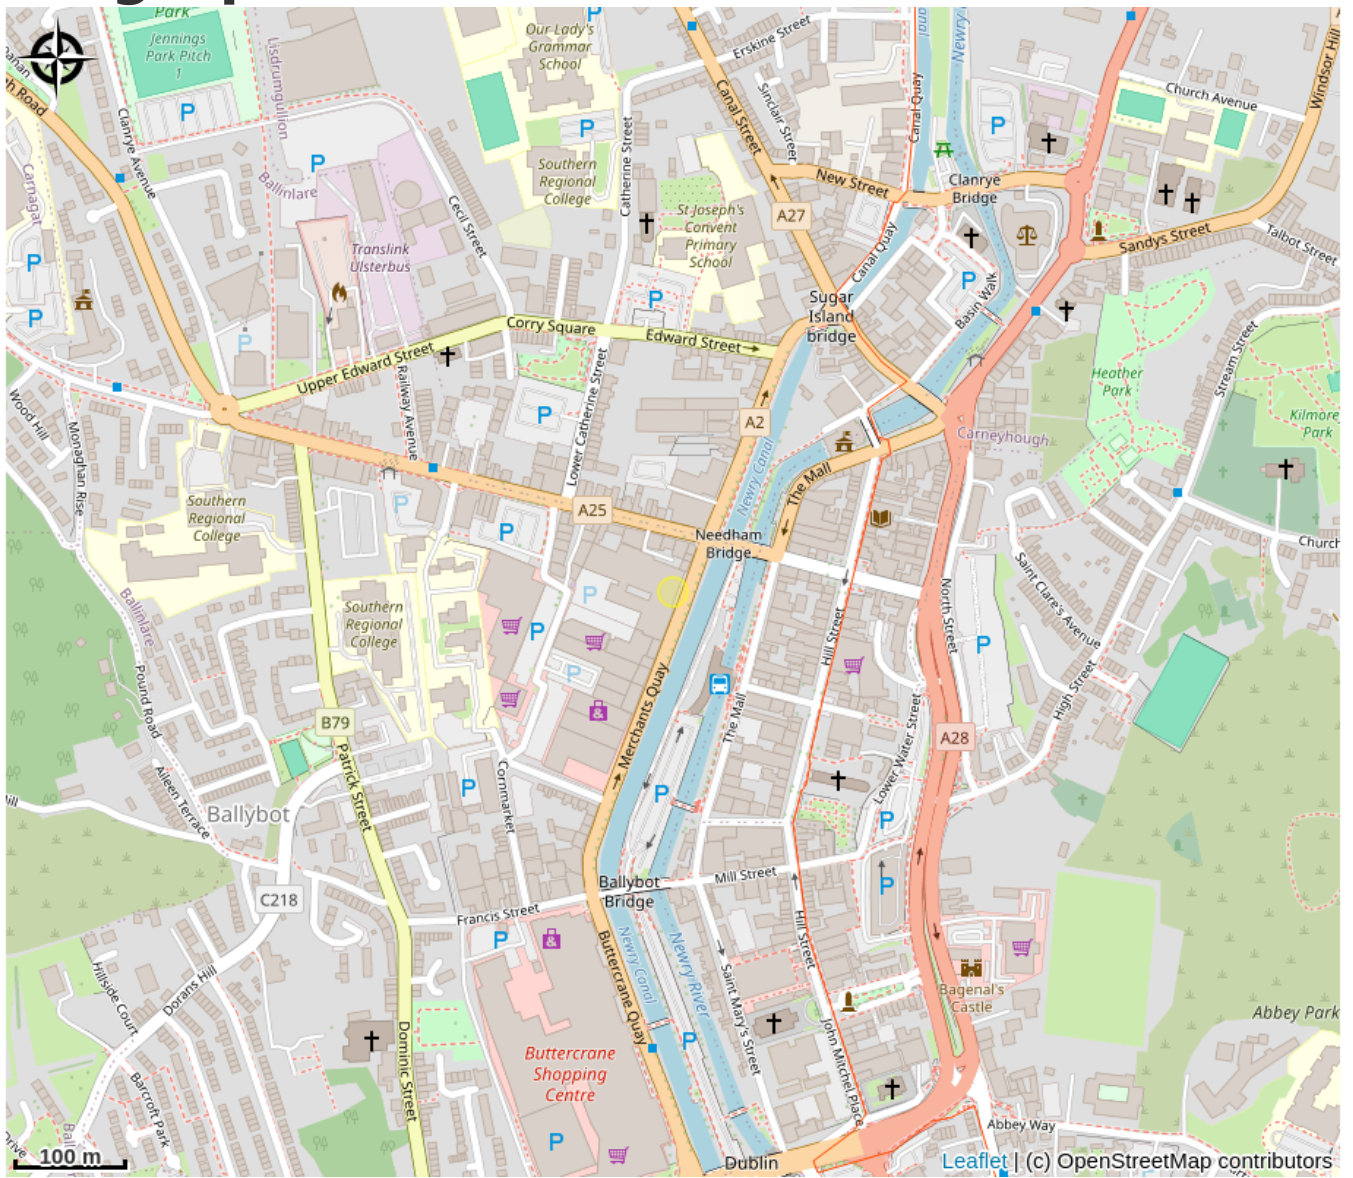 Park
Jennings
Park Pitch
1
Lisdrumgullion
Our Lady's
Grammar
School
Erskine Street
Canal Quay
Newry
Windsor Hill
Church Avenue
Clanrye Avenue
Canal Street
Sinclair Street
Catherine Street
Southern
Regional
College
Carnagat
Ballinlare
Cecil Street
New Street
Clanrye
Bridge
A27
St Joseph's
Convent
Primary
School
Sandys Street
Talbot Street
Translink
Ulsterbus
Canal Quay
Basin Walk
Sugar
Island
bridge
Corry Square
Edward Street
Upper Edward Street
Railway Avenue
Lower Catherine Street
Heather
Park
Stream Street
Kilmore
Park
Wood Hill
Monaghan Rise
A2
Newry Canal
Carneyhough
The Mall
Southern
Regional
College
A25
Needham
Bridge
Church
Saint Clare's Avenue
North Street
Ballinlare
Southern
Regional
College
Hill Street
Pound Road
Merchants Quay
The Mall
High Street
B79
A28
Patrick Street
Lower Water Street
Aileen Terrace
Cornmarket
Ballybot
C218
Ballybot
Bridge
Mill Street
Francis Street
Hill Street
Newry Canal
Newry River
Buttercrane Quay
Saint Mary's Street
Hillside Court
Dorans Hill
Bagenal's
Castle
Abbey Park
Dominic Street
Buttercrane
Shopping
Centre
John Mitchel Place
Barcroft Park
Abbey Way
Drive
Dublin
100 m
Leaflet | (c) OpenStreetMap contributors